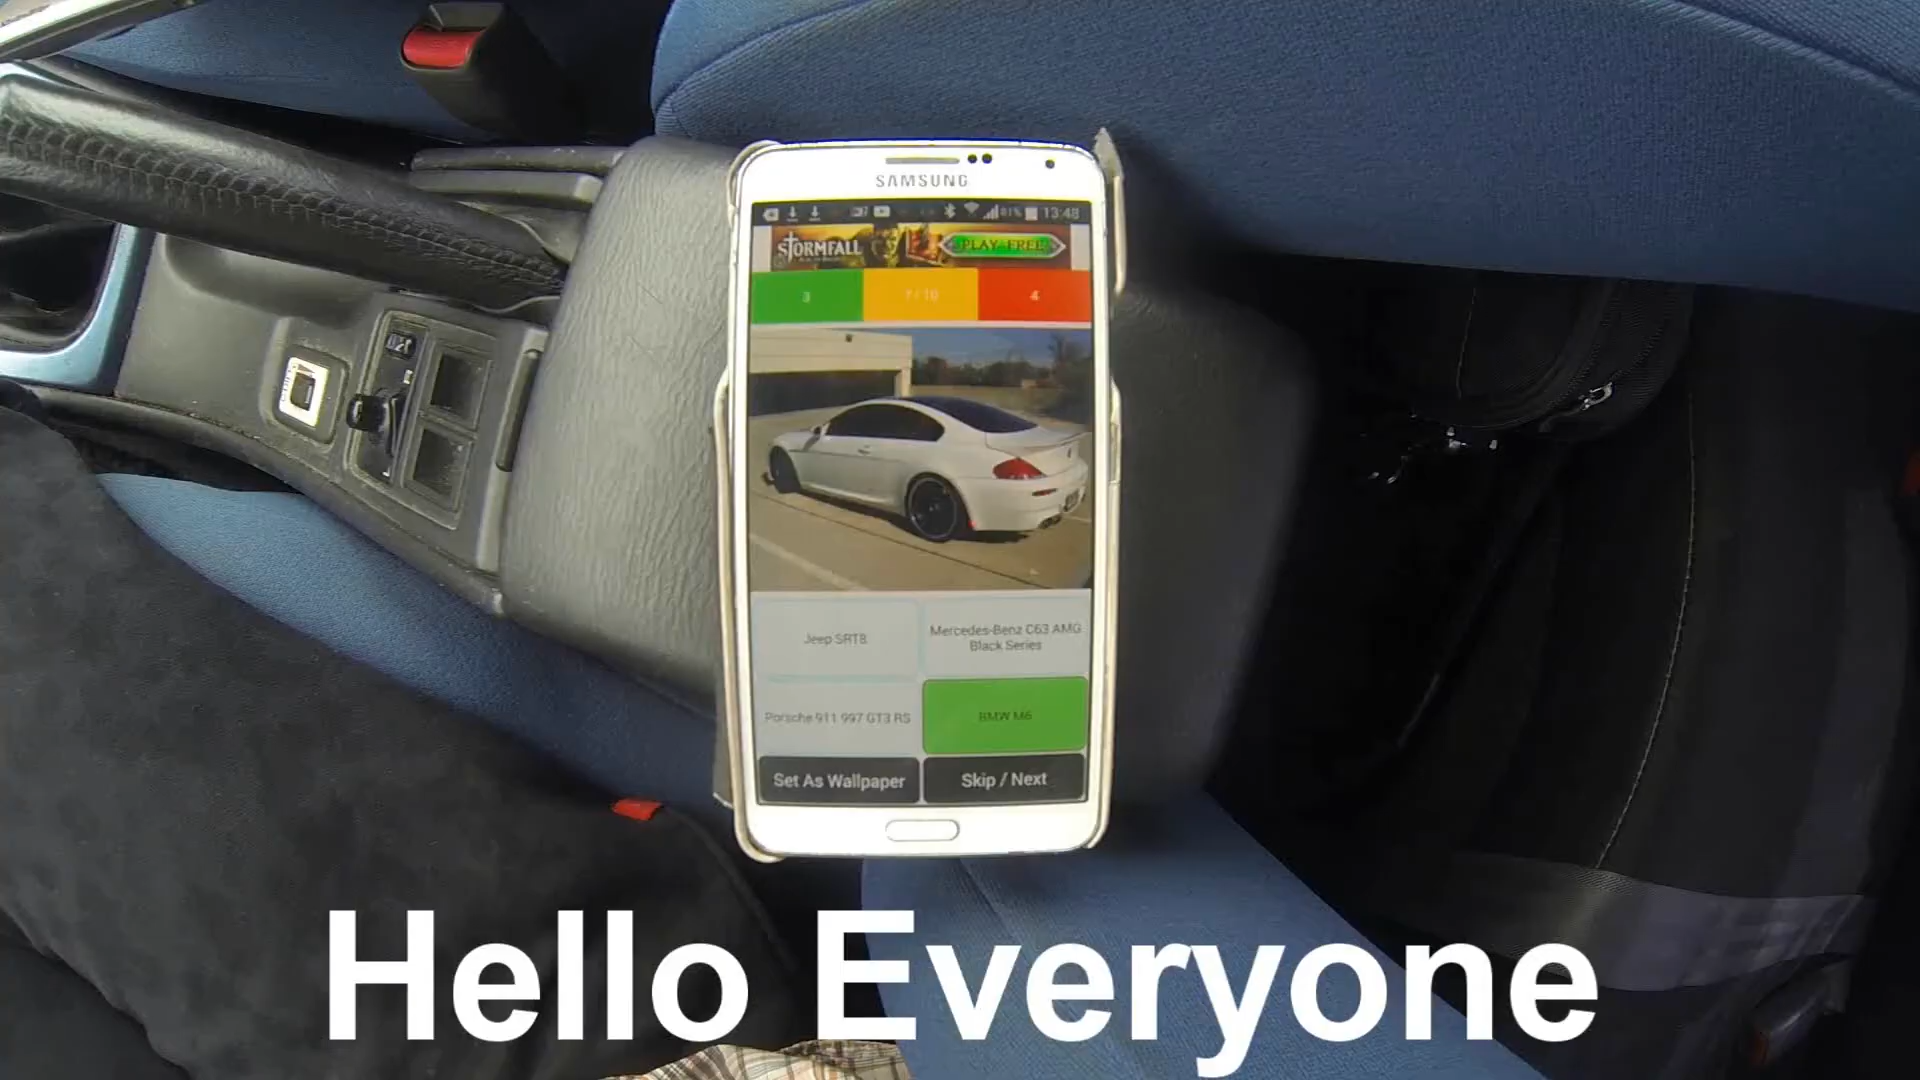 SAMSUNG
81% 13:48
STORMFALL
PLAY FREE
3
7 / 10
4
Jeep SRT8
Mercedes-Benz C63 AMG
Black Series
Porsche 911 997 GT3 RS
BMW M6
Set As Wallpaper
Skip / Next
Hello Everyone